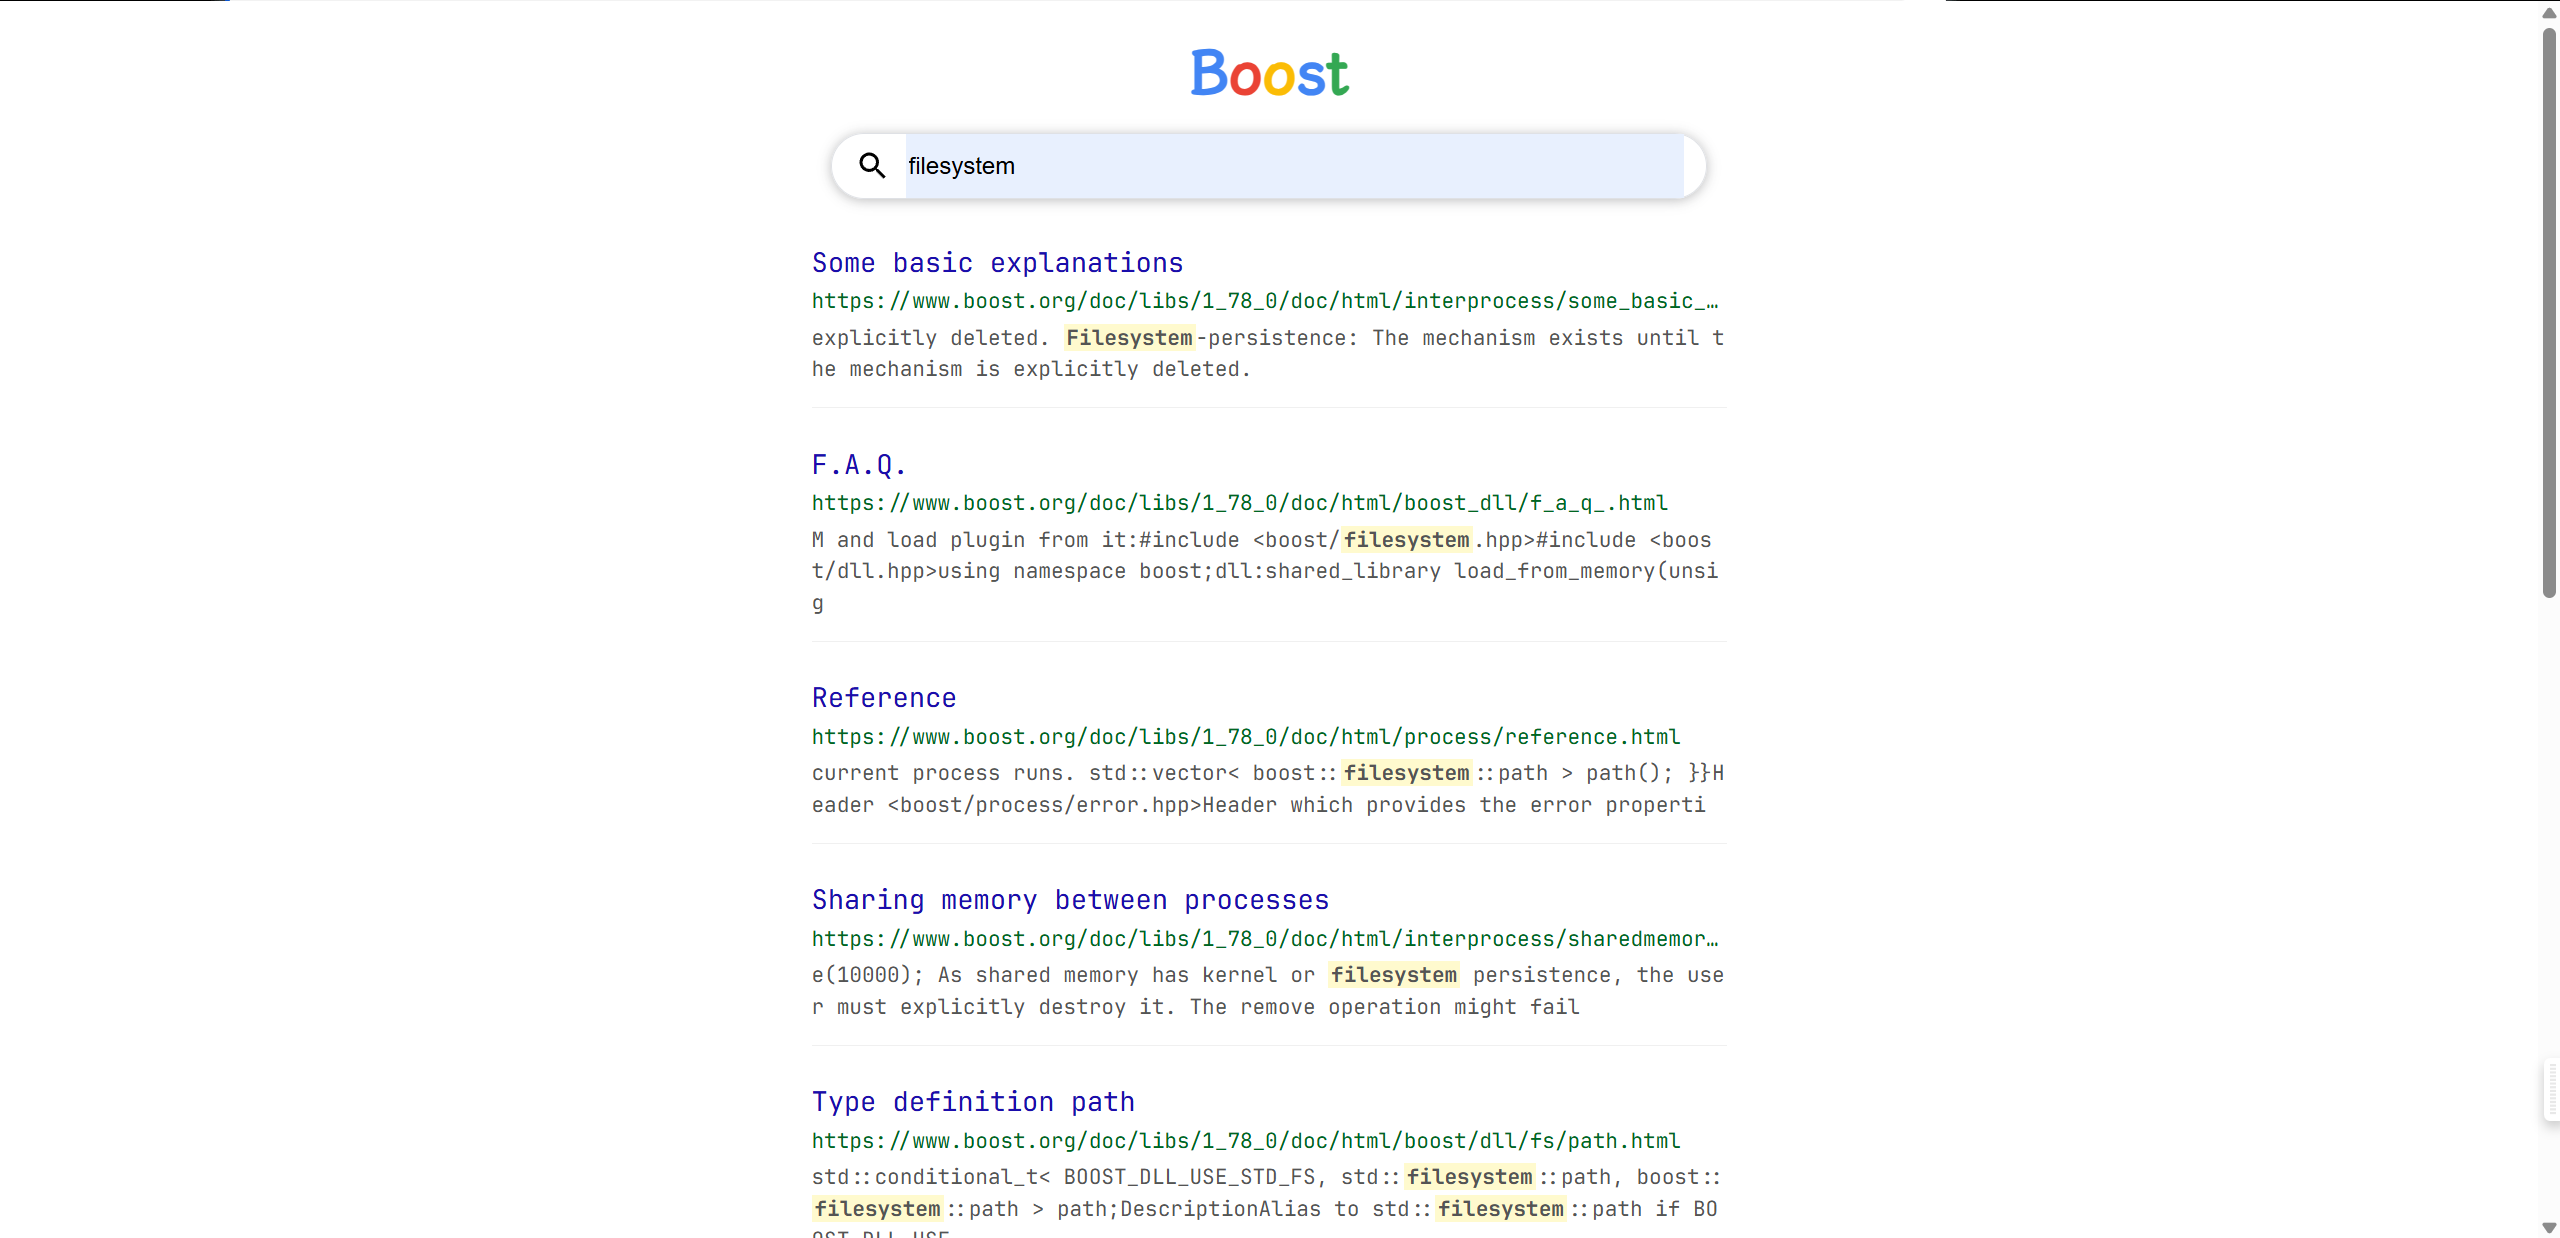 Boost
filesystem
Some basic explanations
https://www.boost.org/doc/libs/1_78_0/doc/html/interprocess/some_basic_…
explicitly deleted. Filesystem-persistence: The mechanism exists until t
he mechanism is explicitly deleted.
F.A.Q.
https://www.boost.org/doc/libs/1_78_0/doc/html/boost_dll/f_a_q_.html
M and load plugin from it:#include <boost/filesystem.hpp>#include <boos
t/dll.hpp>using namespace boost;dll:shared_library load_from_memory(unsi
g
Reference
https://www.boost.org/doc/libs/1_78_0/doc/html/process/reference.html
current process runs. std::vector< boost::filesystem::path > path(); }}H
eader <boost/process/error.hpp>Header which provides the error properti
Sharing memory between processes
https://www.boost.org/doc/libs/1_78_0/doc/html/interprocess/sharedmemor…
e(10000); As shared memory has kernel or filesystem persistence, the use
r must explicitly destroy it. The remove operation might fail
Type definition path
https://www.boost.org/doc/libs/1_78_0/doc/html/boost/dll/fs/path.html
std::conditional_t< BOOST_DLL_USE_STD_FS, std::filesystem::path, boost::
filesystem::path > path;DescriptionAlias to std::filesystem::path if BO
OST_DLL_USE